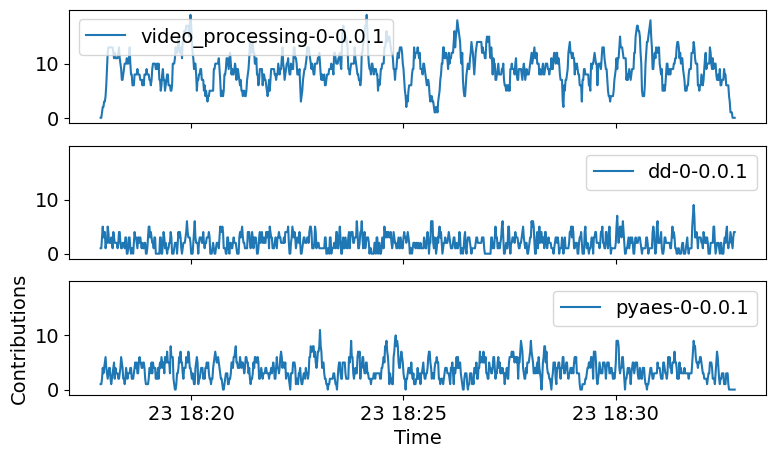 video_processing-0-0.0.1
10
0
dd-0-0.0.1
10
0
pyaes-0-0.0.1
10
0
Contributions
23 18:20 23 18:25 23 18:30
Time